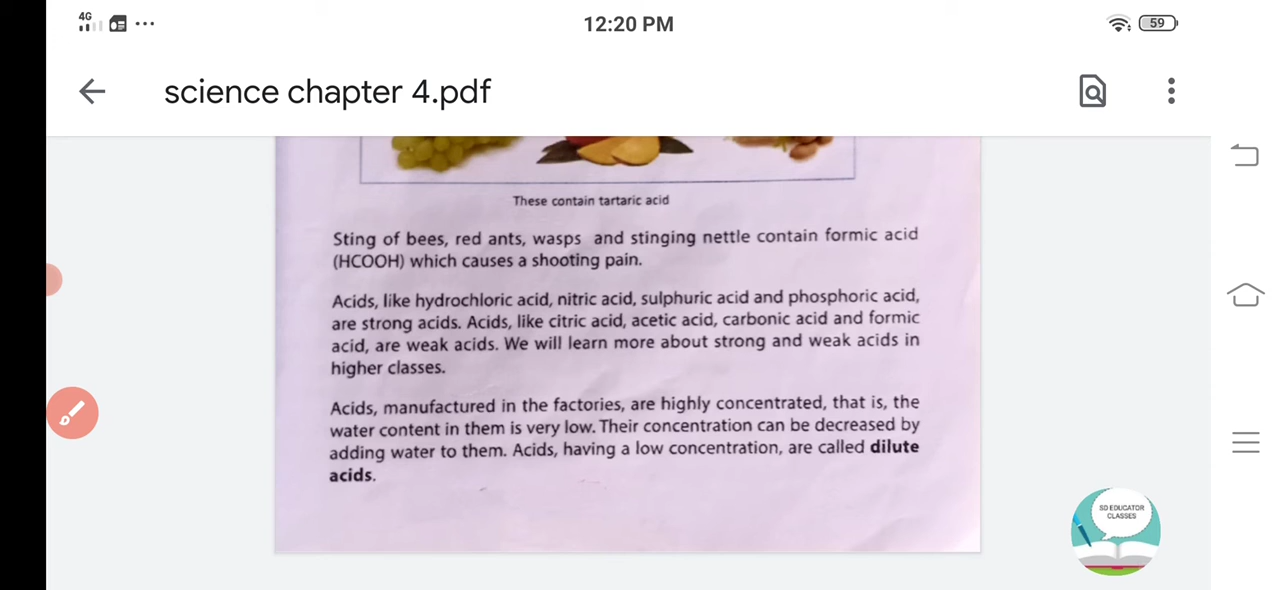 4G
12:20 PM
59
science chapter 4.pdf
These contain tartaric acid
Sting of bees, red ants, wasps and stinging nettle contain formic acid
(HCOOH) which causes a shooting pain.
Acids, like hydrochloric acid, nitric acid, sulphuric acid and phosphoric acid,
are strong acids. Acids, like citric acid, acetic acid, carbonic acid and formic
acid, are weak acids. We will learn more about strong and weak acids in
higher classes.
Acids, manufactured in the factories, are highly concentrated, that is, the
water content in them is very low. Their concentration can be decreased by
adding water to them. Acids, having a low concentration, are called dilute
acids.
SD EDUCATOR
CLASSES